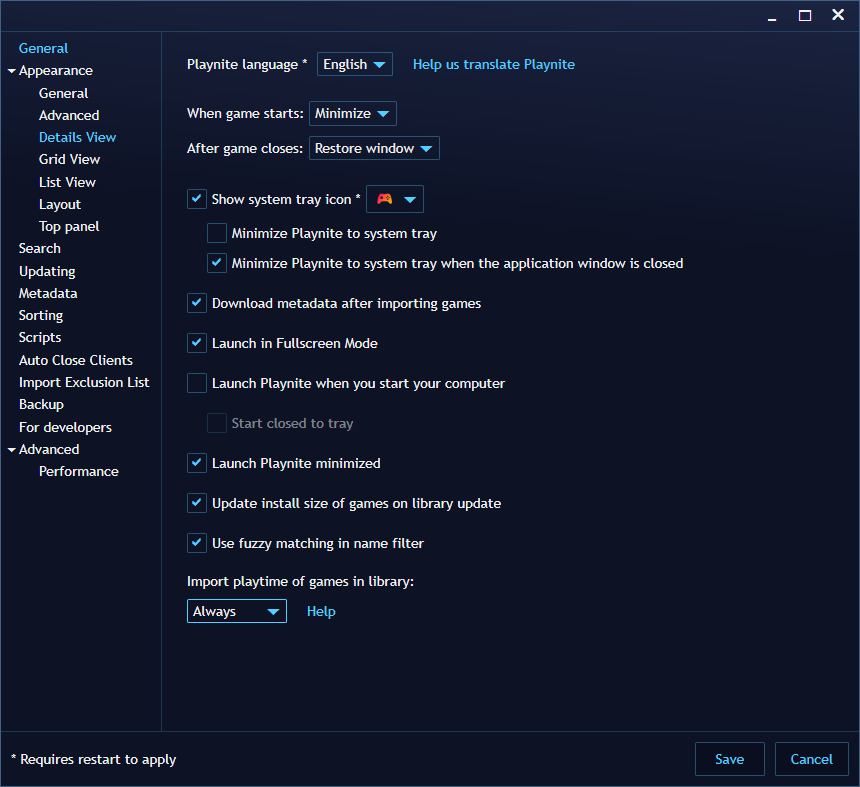 General
Appearance
General
Advanced
Details View
Grid View
List View
Layout
Top panel
Search
Updating
Metadata
Sorting
Scripts
Auto Close Clients
Import Exclusion List
Backup
For developers
Advanced
Performance
Playnite language * English Help us translate Playnite
When game starts: Minimize
After game closes: Restore window
Show system tray icon *
Minimize Playnite to system tray
Minimize Playnite to system tray when the application window is closed
Download metadata after importing games
Launch in Fullscreen Mode
Launch Playnite when you start your computer
Start closed to tray
Launch Playnite minimized
Update install size of games on library update
Use fuzzy matching in name filter
Import playtime of games in library:
Always Help
* Requires restart to apply
Save Cancel